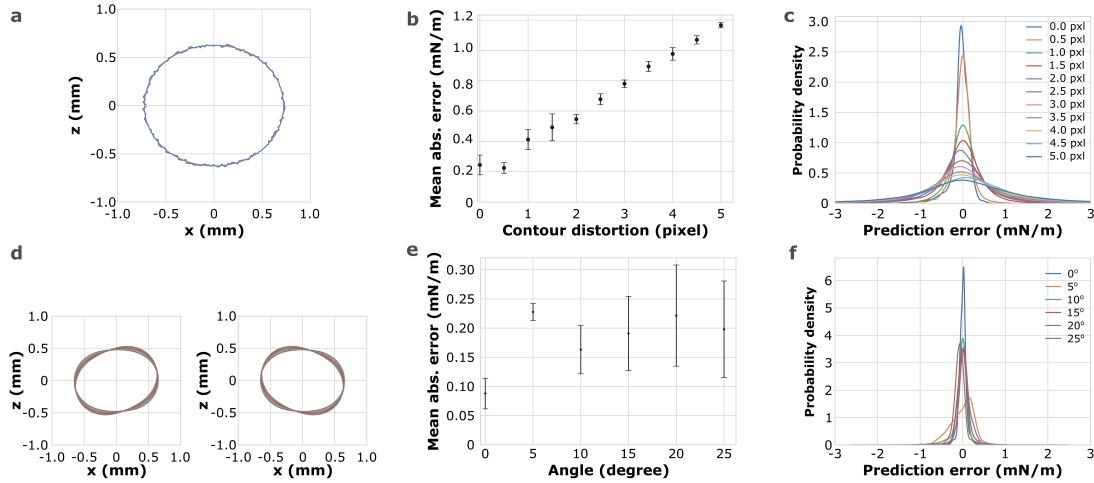 a
1.0
0.5
0
-0.5
-1.0
-1.0
-0.5
0
0.5
1.0
z (mm)
x (mm)
b
1.2
1.0
0.8
0.6
0.4
0.2
0
0
1
2
3
4
5
Mean abs. error (mN/m)
Contour distortion (pixel)
c
3.0
2.5
2.0
1.5
1.0
0.5
0
-3
-2
-1
0
1
2
3
Probability density
Prediction error (mN/m)
0.0 pxl
0.5 pxl
1.0 pxl
1.5 pxl
2.0 pxl
2.5 pxl
3.0 pxl
3.5 pxl
4.0 pxl
4.5 pxl
5.0 pxl
d
1.0
0.5
0
-0.5
-1.0
-1.0
-0.5
0.0
0.5
1.0
z (mm)
x (mm)
1.0
0.5
0
-0.5
-1.0
-1.0
-0.5
0.0
0.5
1.0
z (mm)
x (mm)
e
0.30
0.25
0.20
0.15
0.10
0.05
0
0
5
10
15
20
25
Mean abs. error (mN/m)
Angle (degree)
f
6
5
4
3
2
1
0
-3
-2
-1
0
1
2
3
Probability density
Prediction error (mN/m)
0º
5º
10º
15º
20º
25º